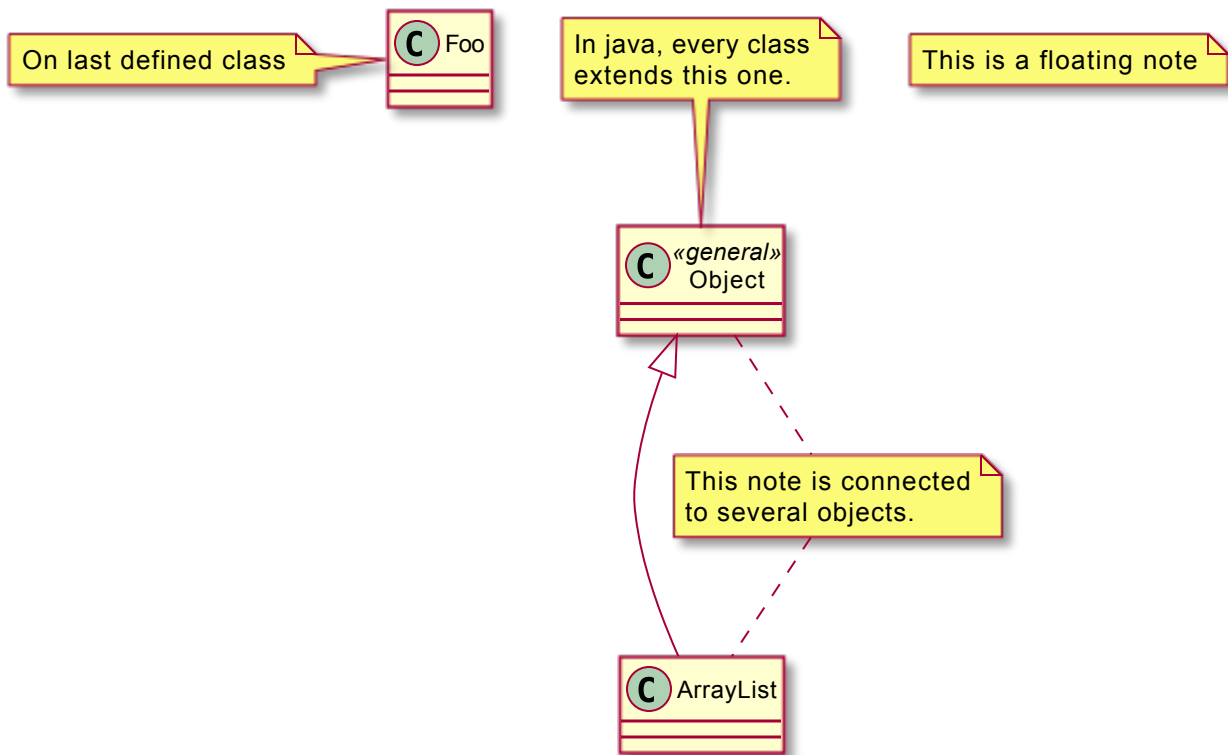 On last defined class
C Foo
In java, every class
extends this one.
This is a floating note
C «general»
Object
This note is connected
to several objects.
C ArrayList